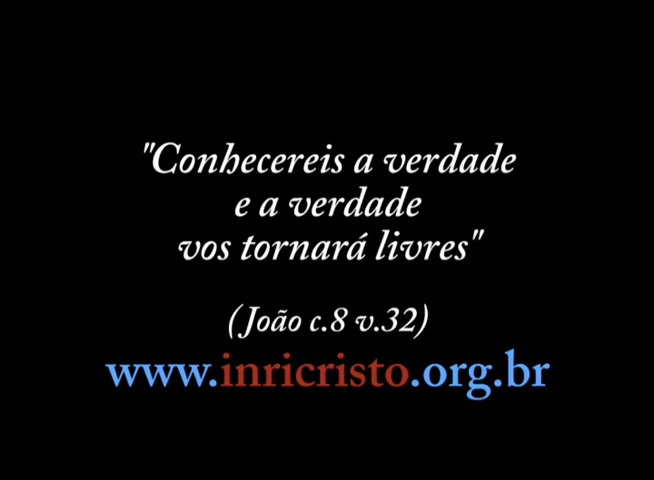 "Conhecereis a verdade
e a verdade
vos tornará livres"
(João c.8 v.32)
www.inricristo.org.br